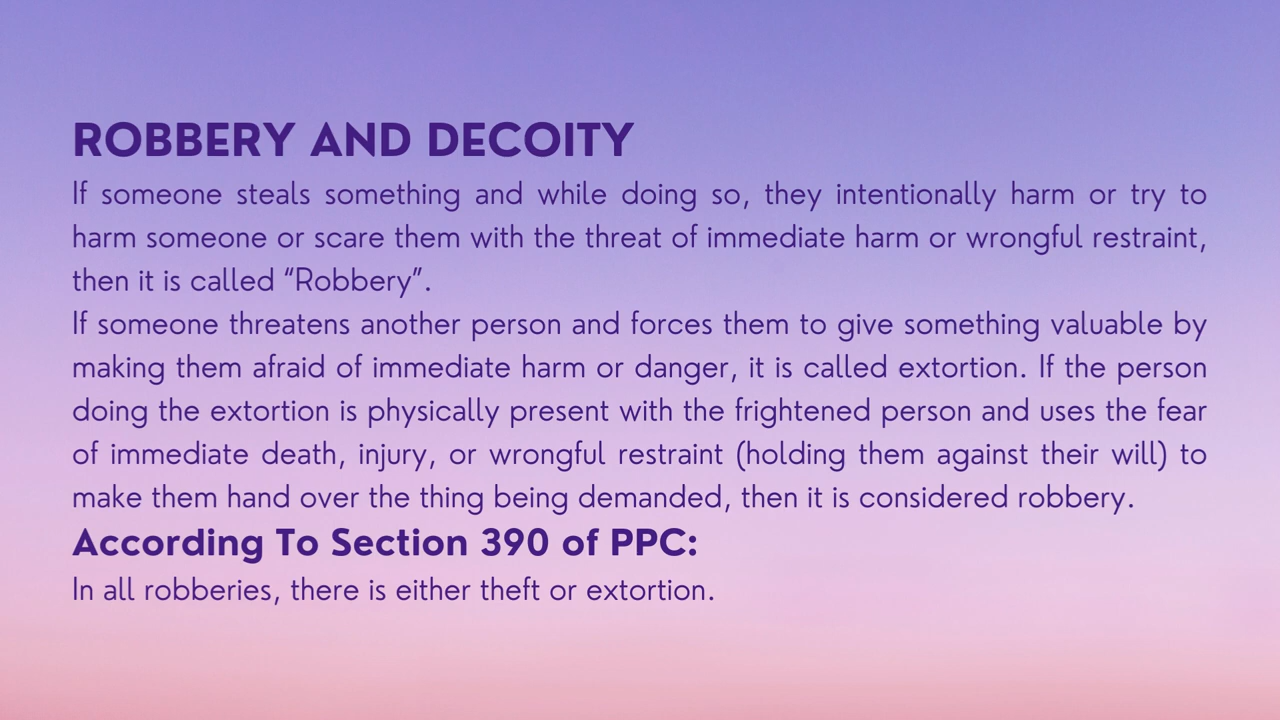 ROBBERY AND DECOITY
If someone steals something and while doing so, they intentionally harm or try to
harm someone or scare them with the threat of immediate harm or wrongful restraint,
then it is called “Robbery”.
If someone threatens another person and forces them to give something valuable by
making them afraid of immediate harm or danger, it is called extortion. If the person
doing the extortion is physically present with the frightened person and uses the fear
of immediate death, injury, or wrongful restraint (holding them against their will) to
make them hand over the thing being demanded, then it is considered robbery.
According To Section 390 of PPC:
In all robberies, there is either theft or extortion.